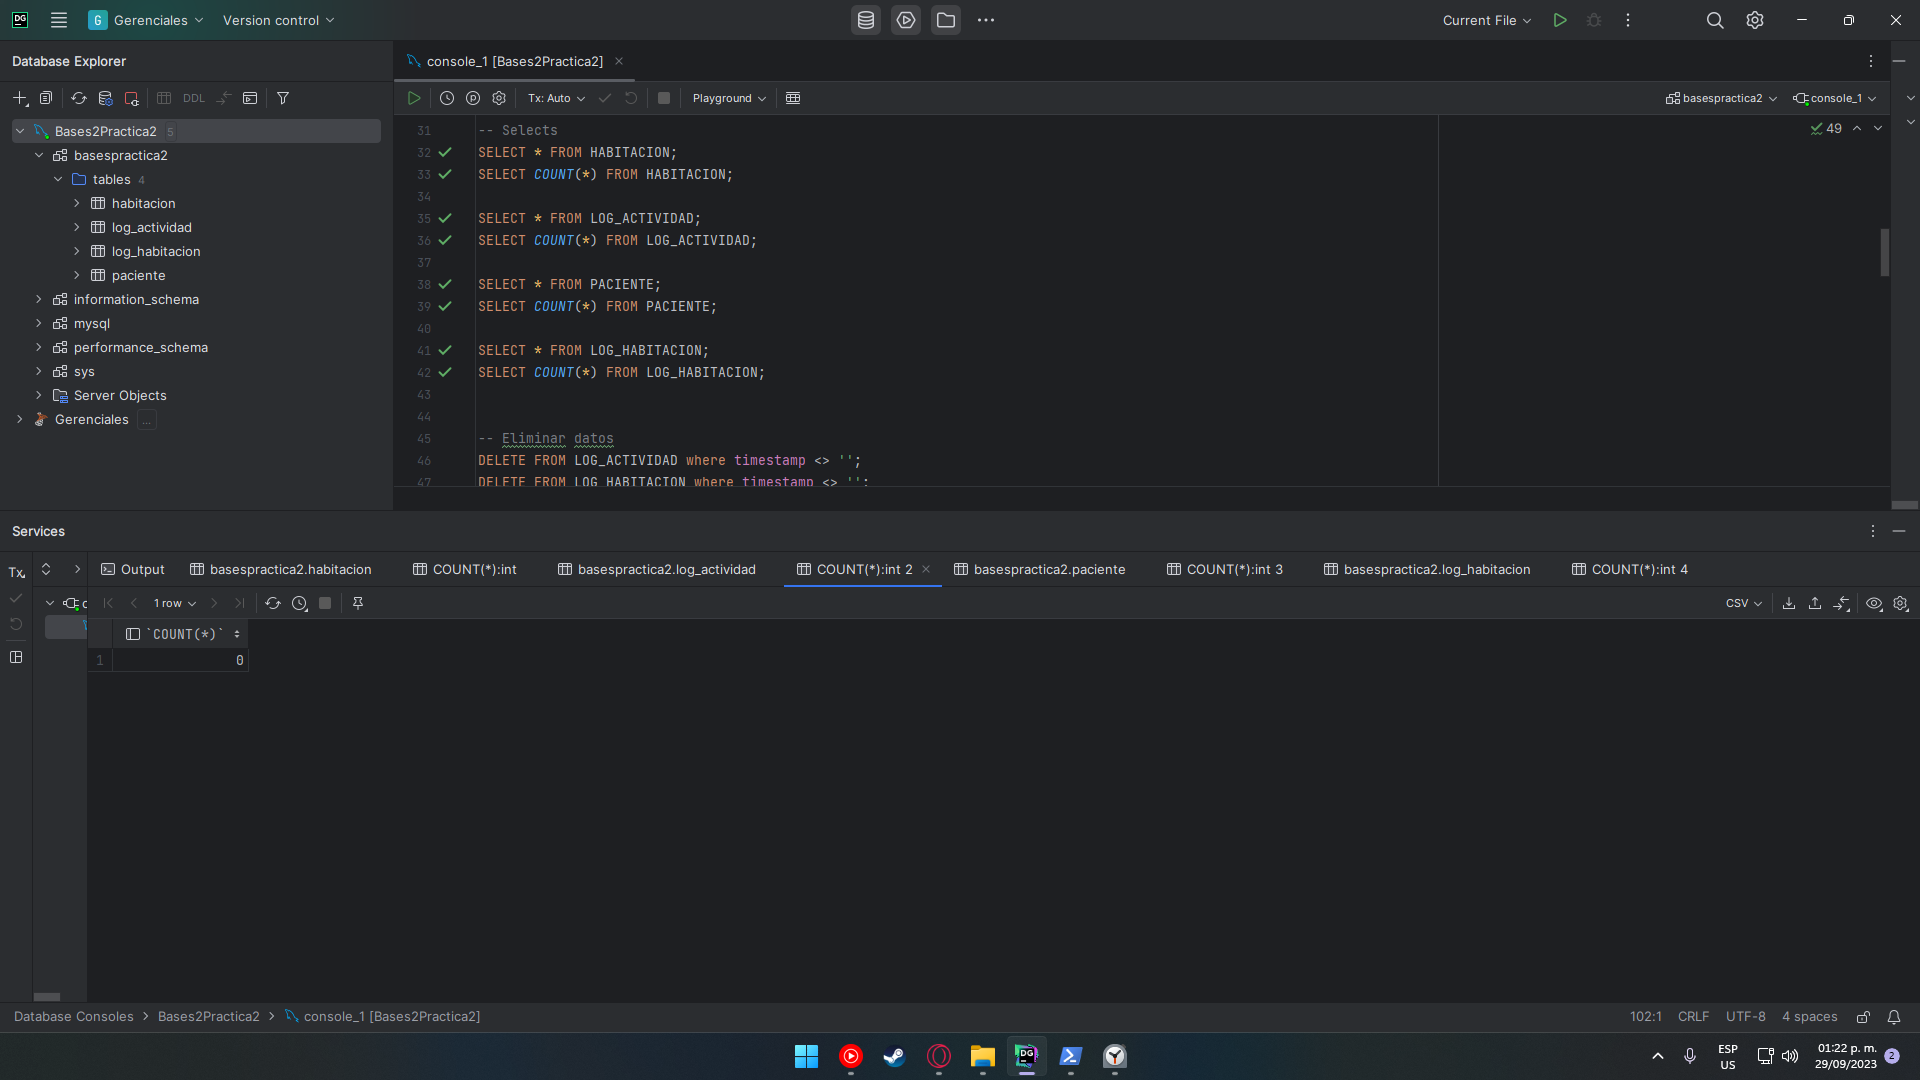 DG
G Gerenciales
Version control
Current File
Database Explorer
console_1 [Bases2Practica2]
DDL
Tx: Auto
Playground
basespractica2
console_1
Bases2Practica2 5
basespractica2
tables 4
habitacion
log_actividad
log_habitacion
paciente
information_schema
mysql
performance_schema
sys
Server Objects
Gerenciales ...
49
31 -- Selects
32 SELECT * FROM HABITACION;
33 SELECT COUNT(*) FROM HABITACION;
34
35 SELECT * FROM LOG_ACTIVIDAD;
36 SELECT COUNT(*) FROM LOG_ACTIVIDAD;
37
38 SELECT * FROM PACIENTE;
39 SELECT COUNT(*) FROM PACIENTE;
40
41 SELECT * FROM LOG_HABITACION;
42 SELECT COUNT(*) FROM LOG_HABITACION;
43
44
45 -- Eliminar datos
46 DELETE FROM LOG_ACTIVIDAD where timestamp <> '';
47 DELETE FROM LOG_HABITACION where timestamp <> '';
Services
Tx
Output
basespractica2.habitacion
COUNT(*):int
basespractica2.log_actividad
COUNT(*):int 2
basespractica2.paciente
COUNT(*):int 3
basespractica2.log_habitacion
COUNT(*):int 4
1 row
CSV
`COUNT(*)`
1 0
Database Consoles > Bases2Practica2 > console_1 [Bases2Practica2]
102:1 CRLF UTF-8 4 spaces
DG
ESP
US
01:22 p. m.
29/09/2023
2